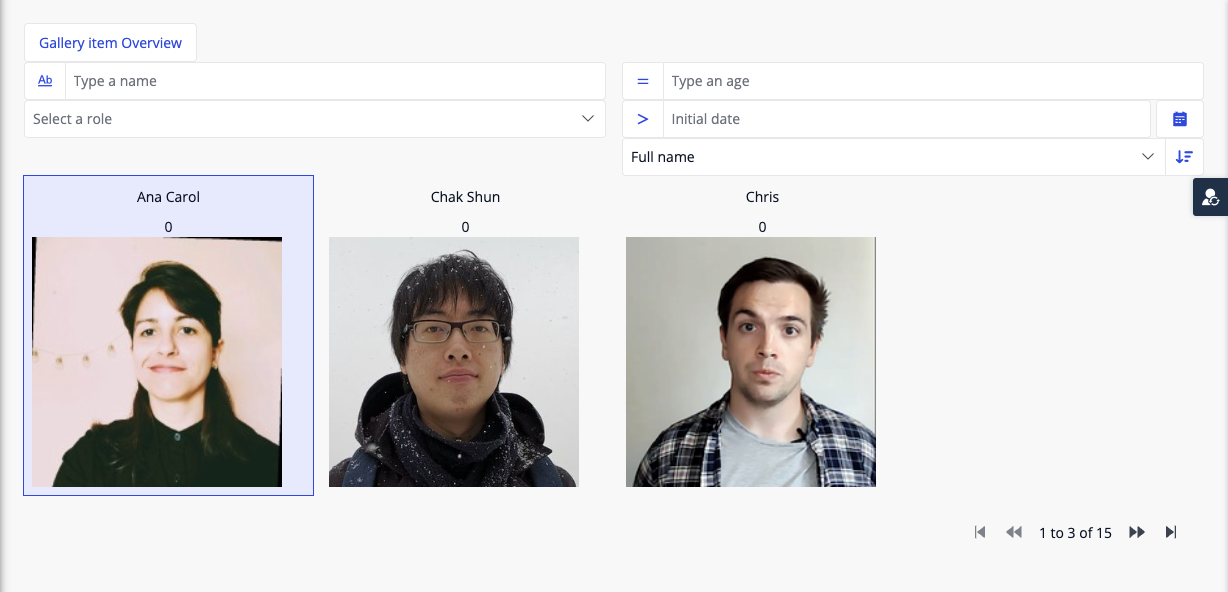 Gallery item Overview
Ab Type a name
= Type an age
Select a role
> Initial date
Full name
Ana Carol
0
Chak Shun
0
Chris
0
1 to 3 of 15